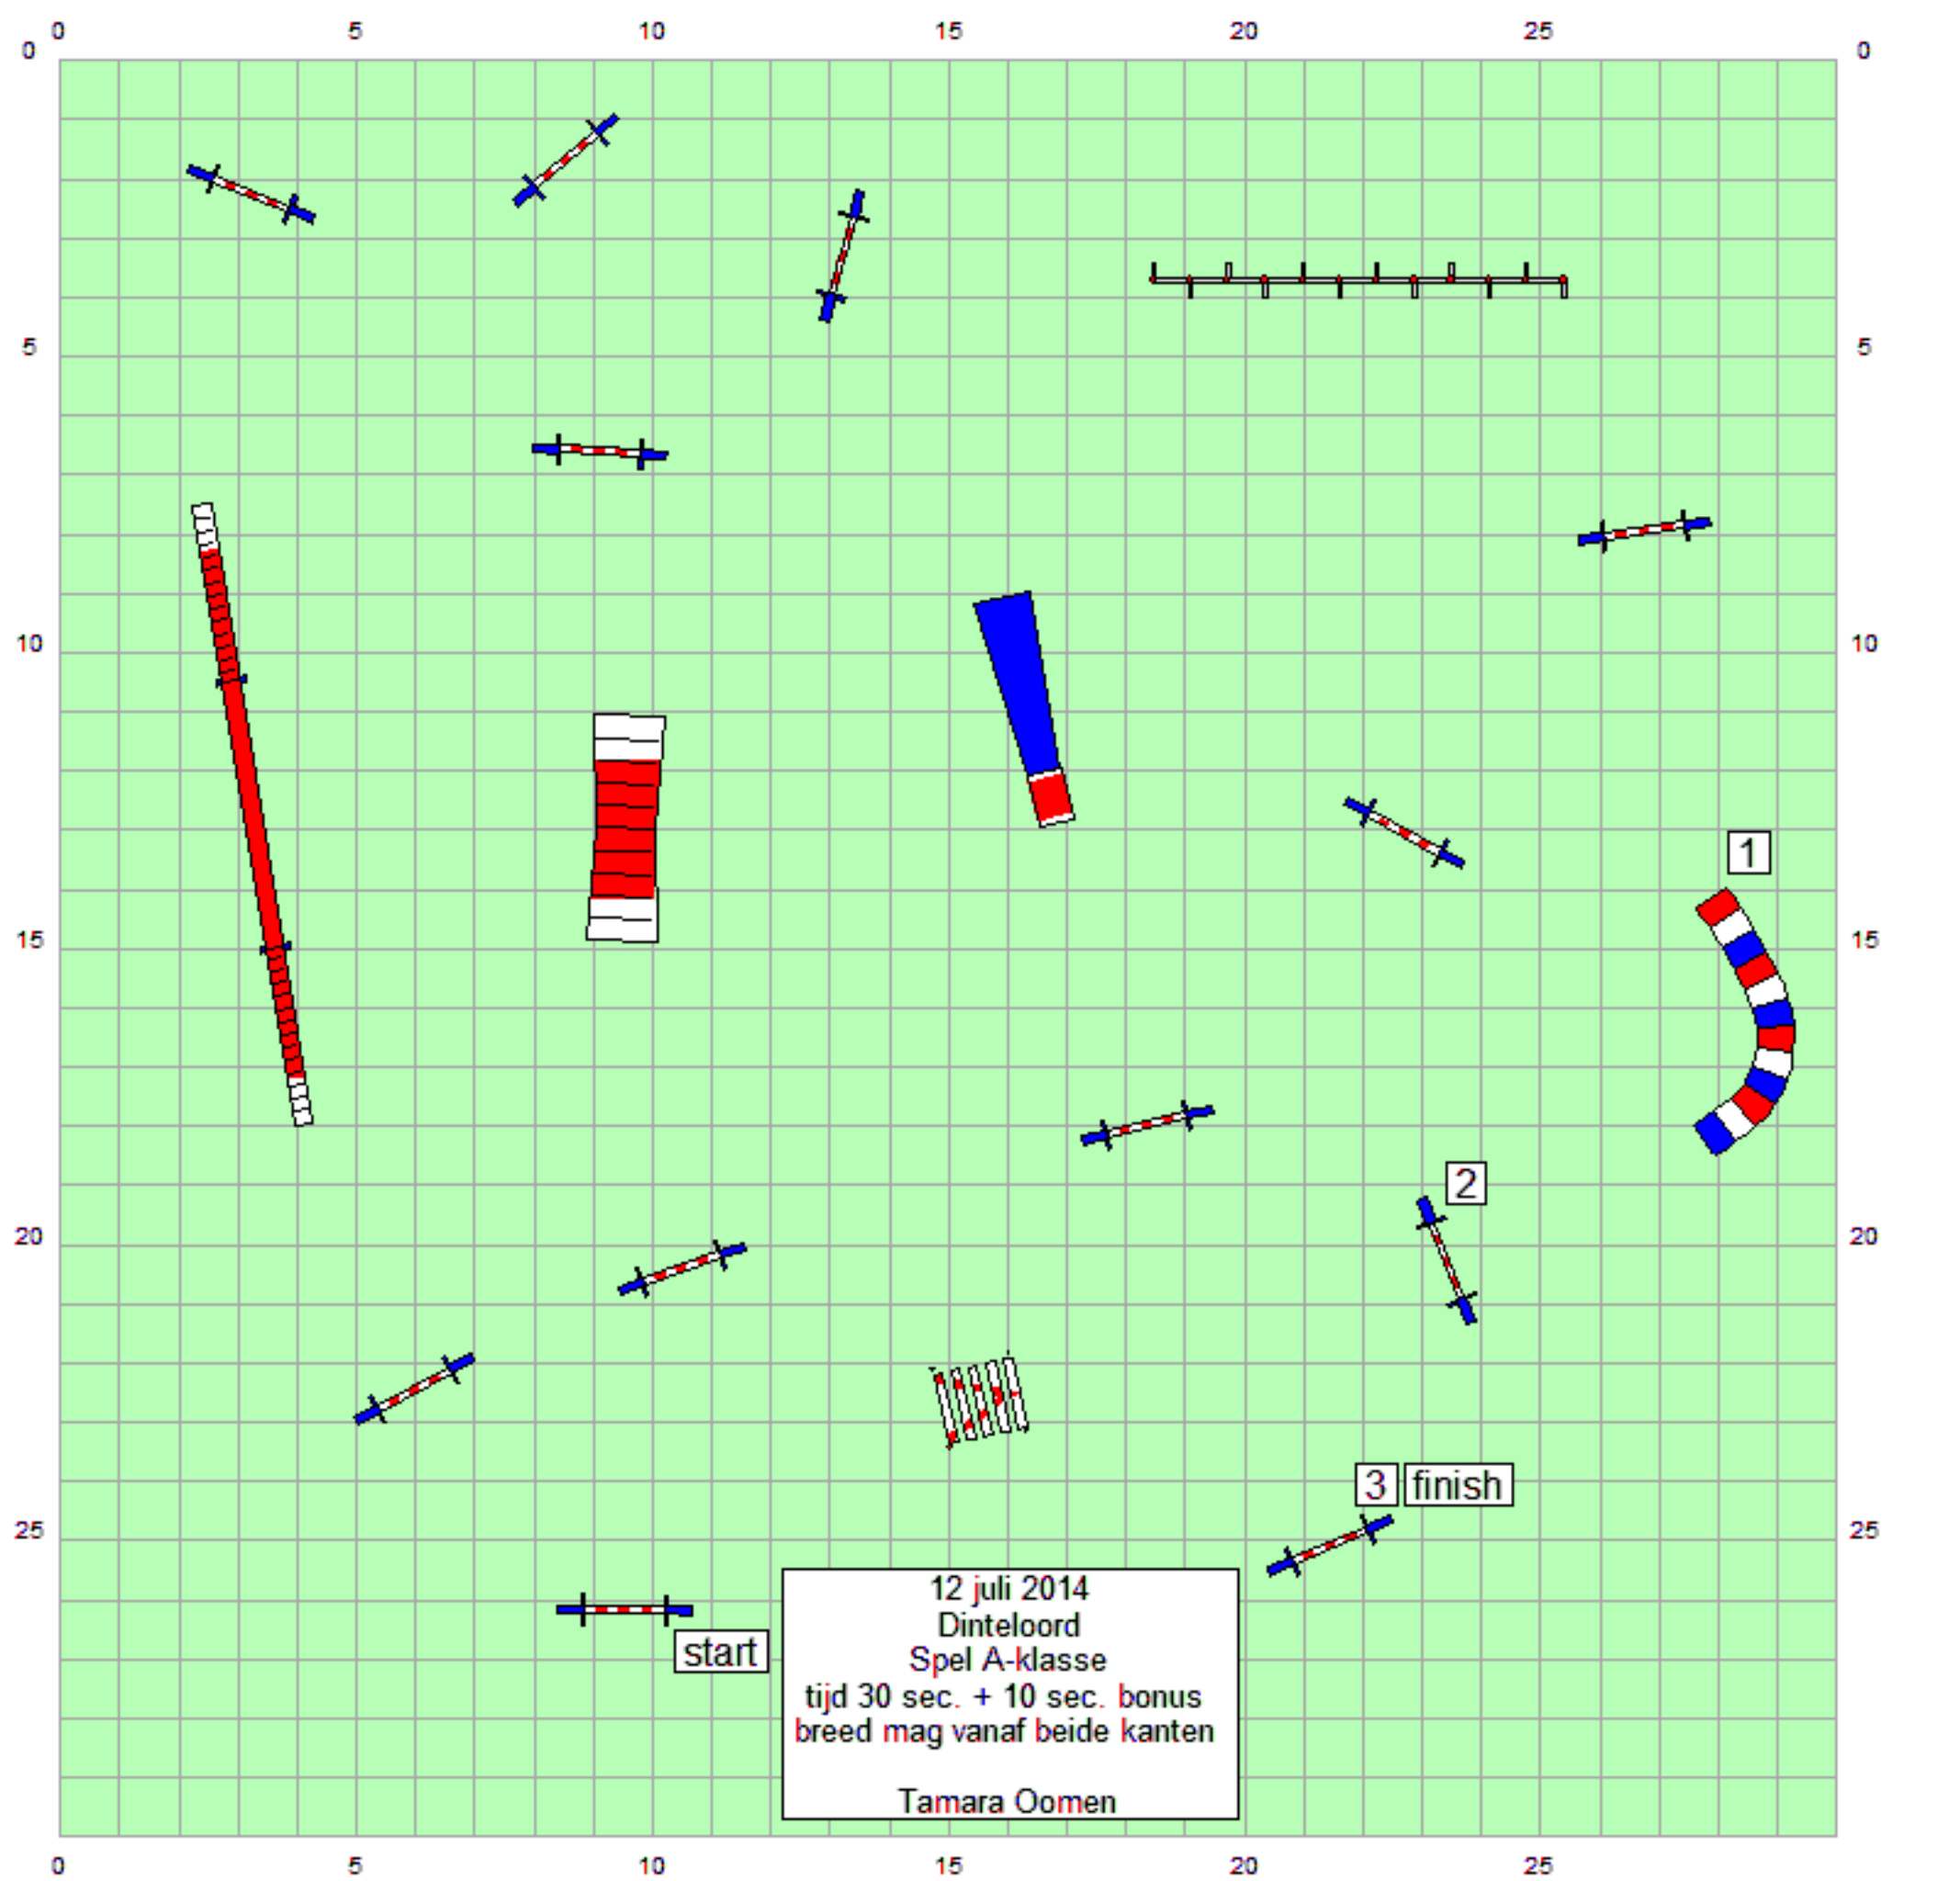 0 5 10 15 20 25
0 0
5 5
10 10
1
15 15
2
20 20
3 finish
25 25
start
12 juli 2014
Dinteloord
Spel A-klasse
tijd 30 sec. + 10 sec. bonus
breed mag vanaf beide kanten
Tamara Oomen
0 5 10 15 20 25